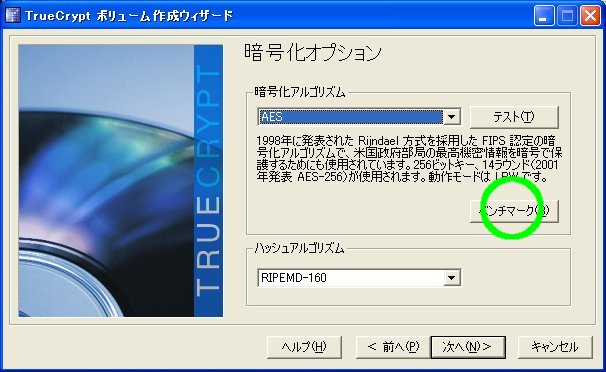 TrueCrypt ボリューム作成ウィザード
暗号化オプション
暗号化アルゴリズム
AES
テスト(T)
1998年に発表された Rijndael 方式を採用した FIPS 認定の暗
号化アルゴリズムで、米国政府部局の最高機密情報を暗号で保
護するためにも使用されています。256ビットキー、14ラウンド(2001
年発表 AES-256)が使用されます。動作モードは LRW です。
ベンチマーク(B)
ハッシュアルゴリズム
RIPEMD-160
TRUECRYPT
ヘルプ(H)
< 前へ(P)
次へ(N)>
キャンセル